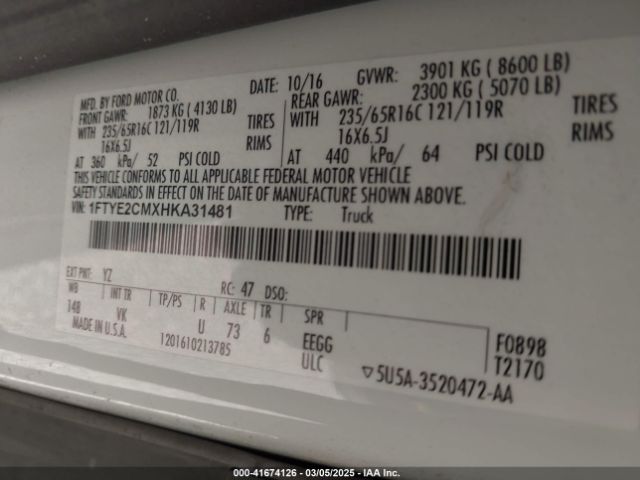 MFD. BY FORD MOTOR CO. DATE: 10/16 GVWR: 3901 KG ( 8600 LB)
FRONT GAWR: 1873 KG ( 4130 LB) REAR GAWR: 2300 KG ( 5070 LB)
WITH 235/65R16C 121/119R TIRES WITH 235/65R16C 121/119R TIRES
16X6.5J RIMS 16X6.5J RIMS
AT 360 kPa/ 52 PSI COLD AT 440 kPa/ 64 PSI COLD
THIS VEHICLE CONFORMS TO ALL APPLICABLE FEDERAL MOTOR VEHICLE
SAFETY STANDARDS IN EFFECT ON THE DATE OF MANUFACTURE SHOWN ABOVE.
VIN: 1FTYE2CMXHKA31481 TYPE: Truck
EXT PNT: YZ RC: 47 DSO:
WB INT TR TP/PS R AXLE TR SPR
148 VK U 73 6 EEGG F0898
MADE IN U.S.A. 1201610213785 ULC ▽5U5A-3520472-AA T2170
000-41674126 - 03/05/2025 - IAA Inc.